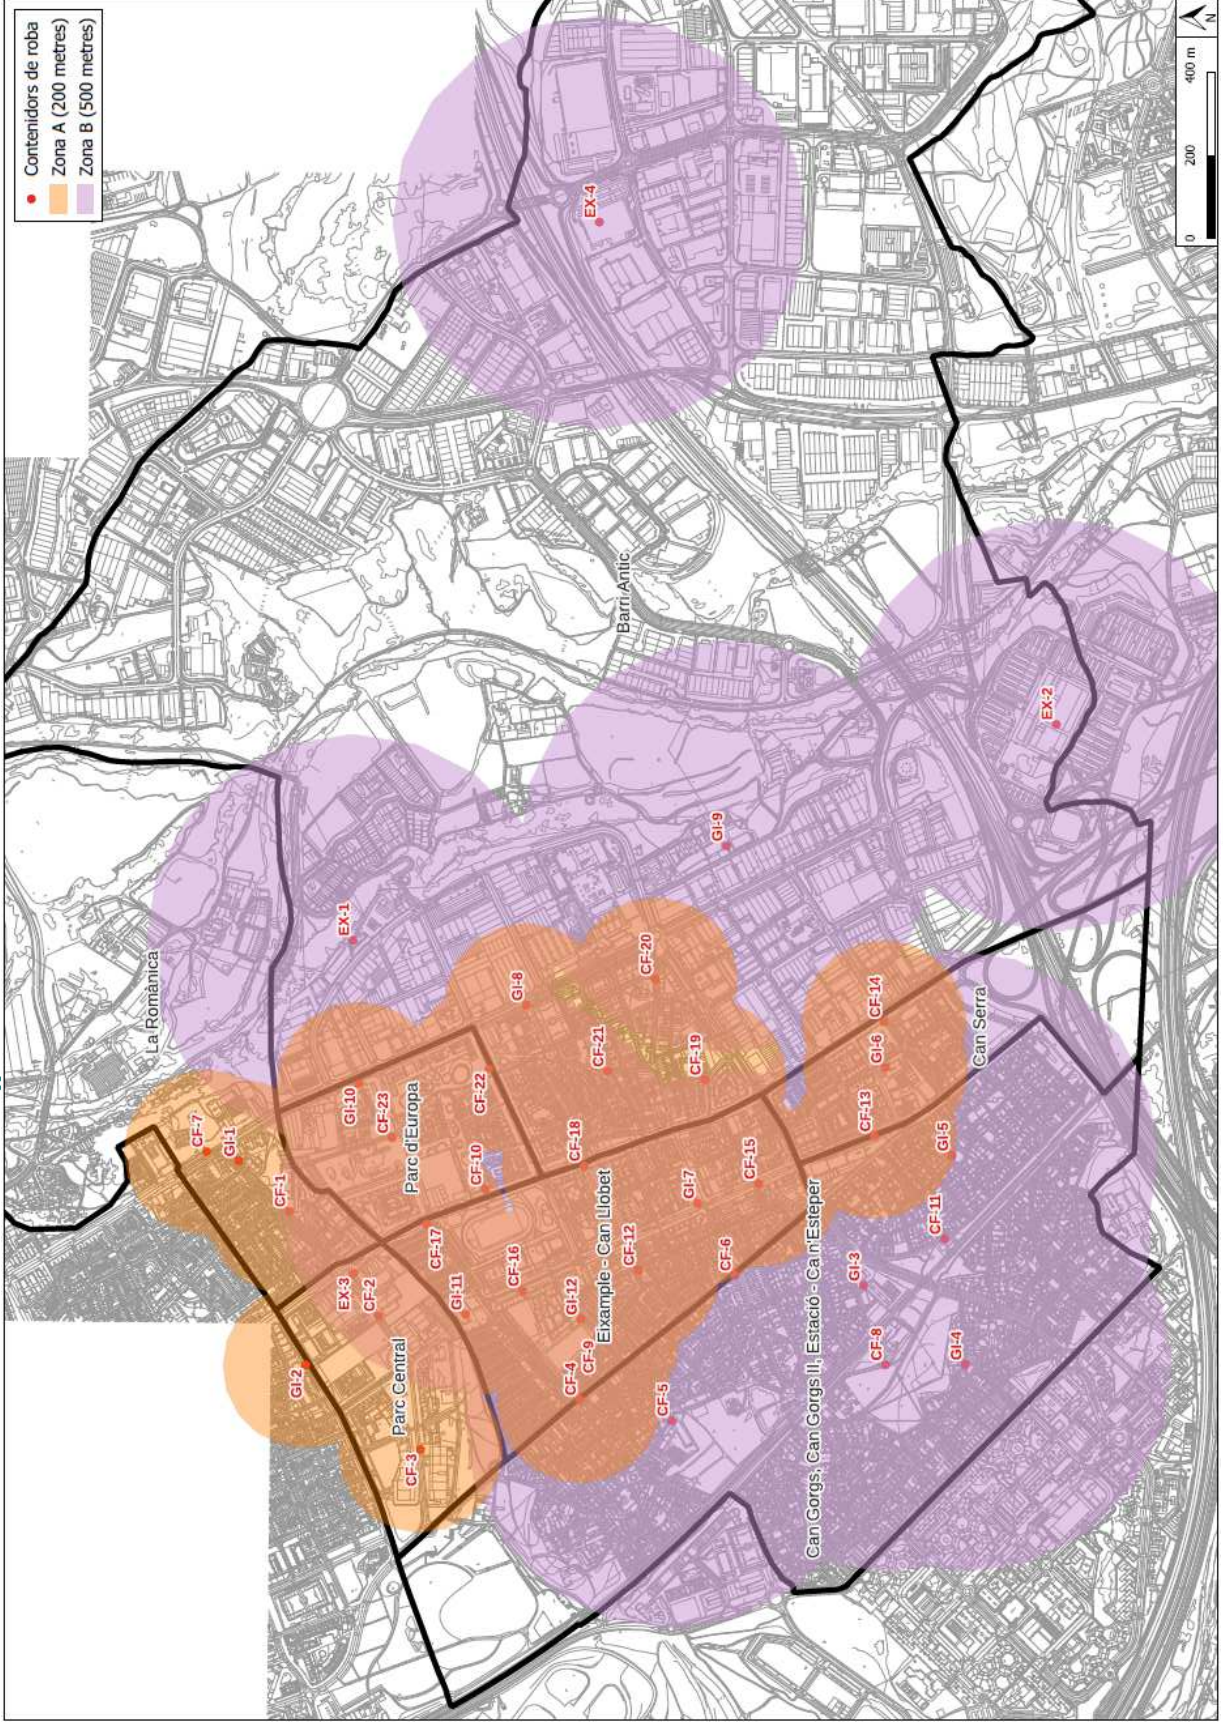 Contenidors de roba
Zona A (200 metres)
Zona B (500 metres)
N
0 200 400 m
EX-4
EX-2
Barri Antic
GI-9
EX-1
La Romànica
CF-20
GI-8
CF-14
GI-6
Can Serra
CF-21
CF-19
CF-22
GI-10
CF-23
Parc d'Europa
CF-7
GI-1
CF-13
GI-5
CF-18
CF-10
CF-15
GI-7
CF-1
CF-17
CF-11
CF-16
CF-12
CF-6
GI-3
EX-3
CF-2
GI-11
GI-12
Eixample - Can Llobet
GI-2
CF-9
CF-4
CF-8
GI-4
Parc Central
CF-5
CF-3
Can Gorgs, Can Gorgs II, Estació - Ca n'Esteper